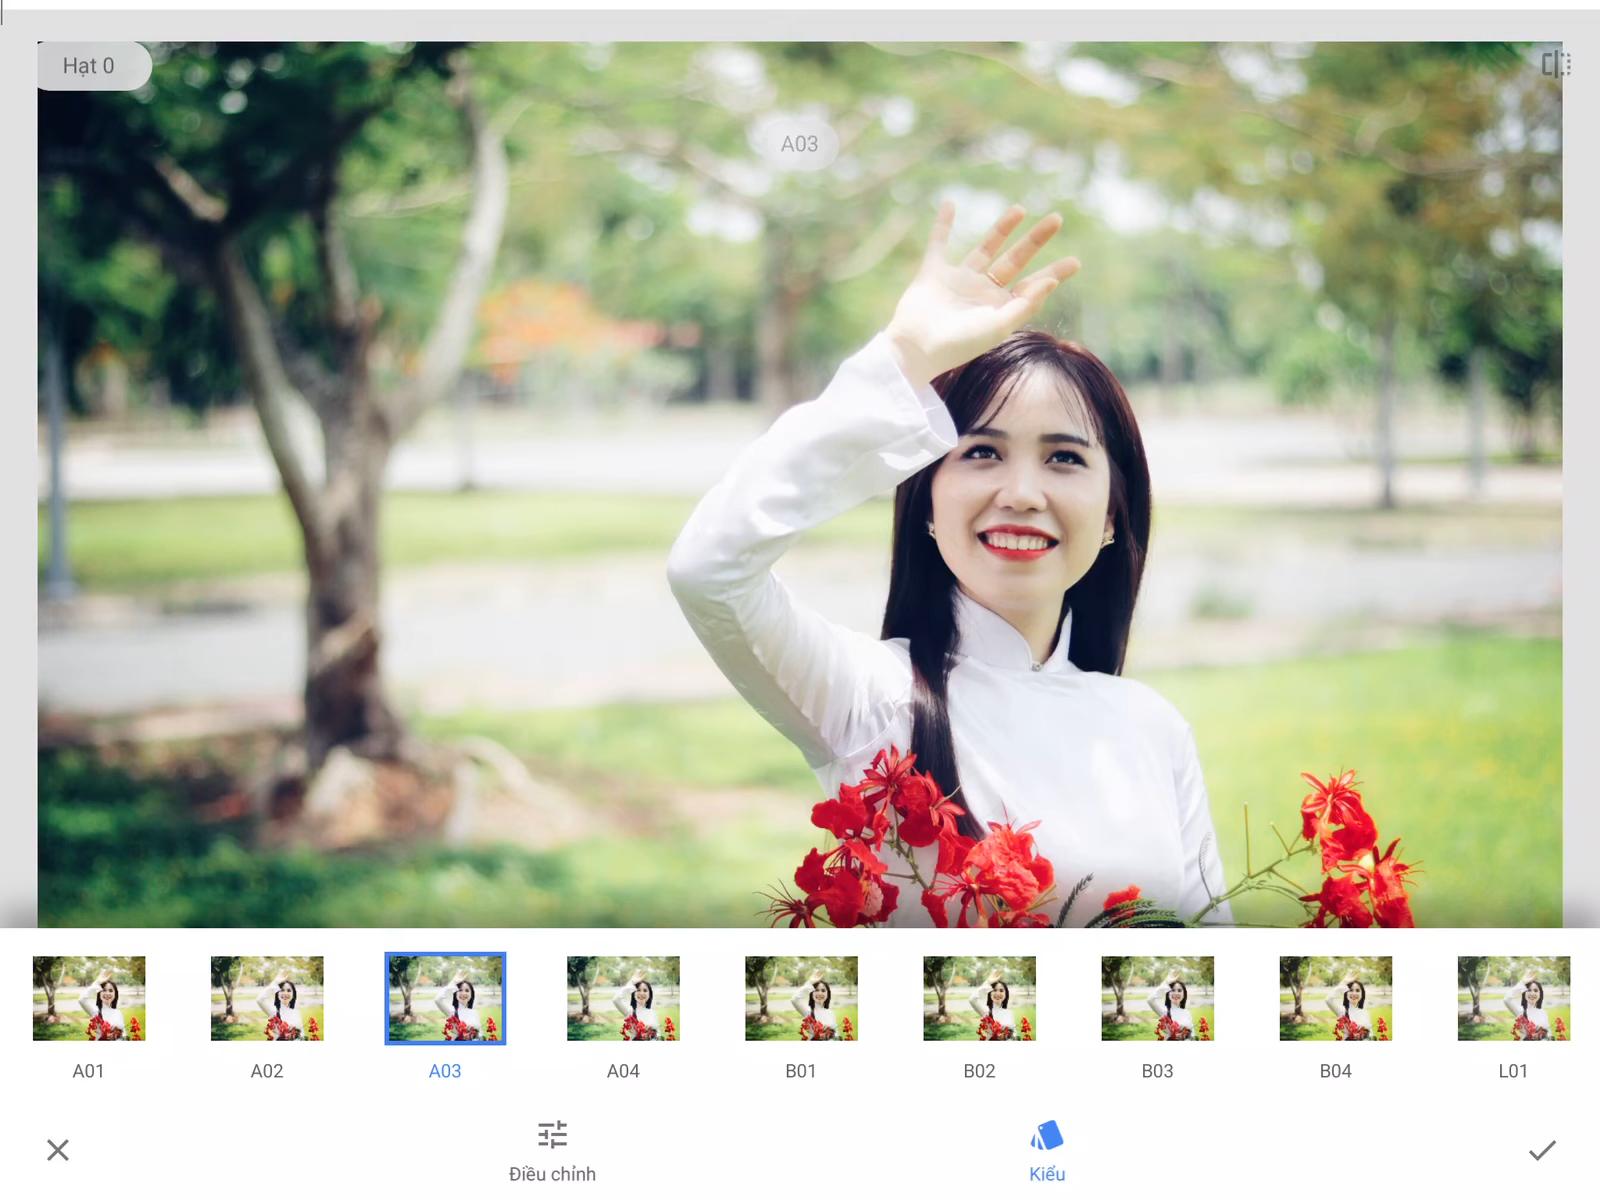 Hạt 0
A03
A01
A02
A03
A04
B01
B02
B03
B04
L01
Điều chỉnh
Kiểu